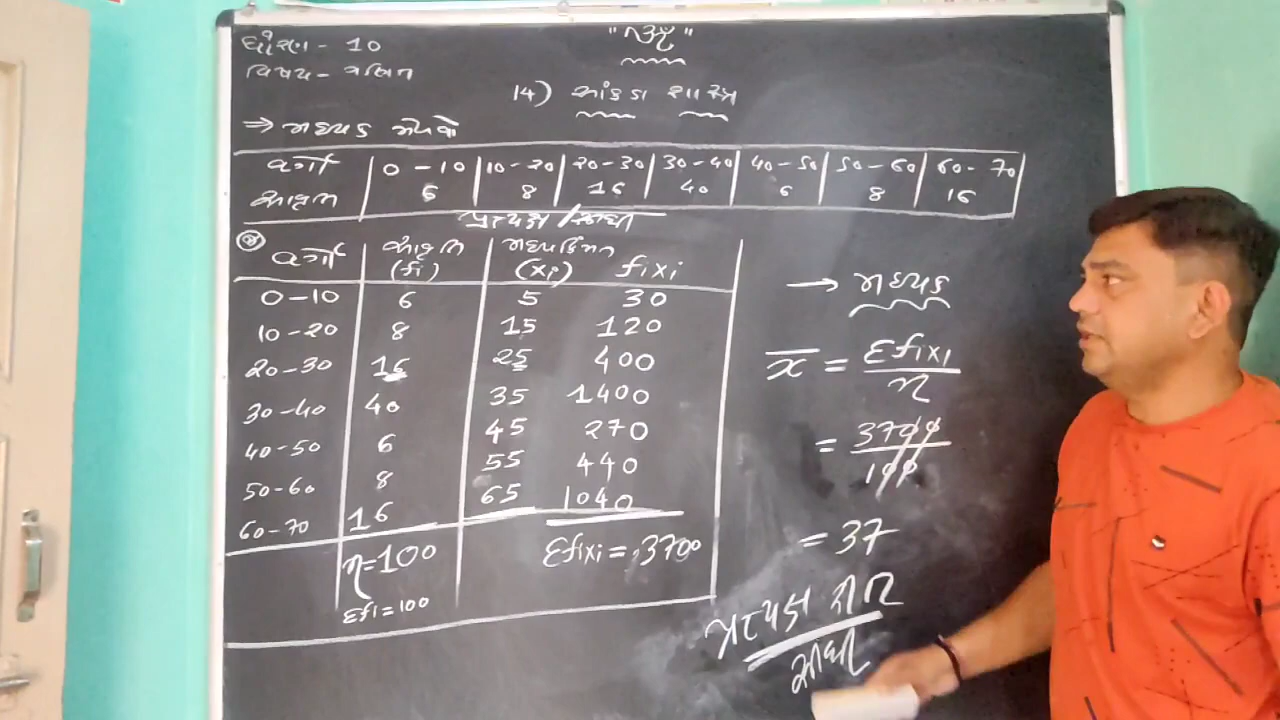 ધોરણ - 10
વિષય - ગણિત
"ૐ"
14) આંકડા શાસ્ત્ર
⇒ મધ્યક મેળવો
વર્ગ 0-10 10-20 20-30 30-40 40-50 50-60 60-70
આવૃત્તિ 6 8 16 40 6 8 16
પ્રત્યક્ષ / સીધી
વર્ગ આવૃત્તિ (fi) મધ્યકિંમત (xi) fixi
0-10 6 5 30
10-20 8 15 120
20-30 16 25 400
30-40 40 35 1400
40-50 6 45 270
50-60 8 55 440
60-70 16 65 1040
n=100 Σfixi = 3700
Σfi=100
→ મધ્યક
x̄ = Σfixi / n
= 3700 / 100
= 37
પ્રત્યક્ષ રીત
સીધી